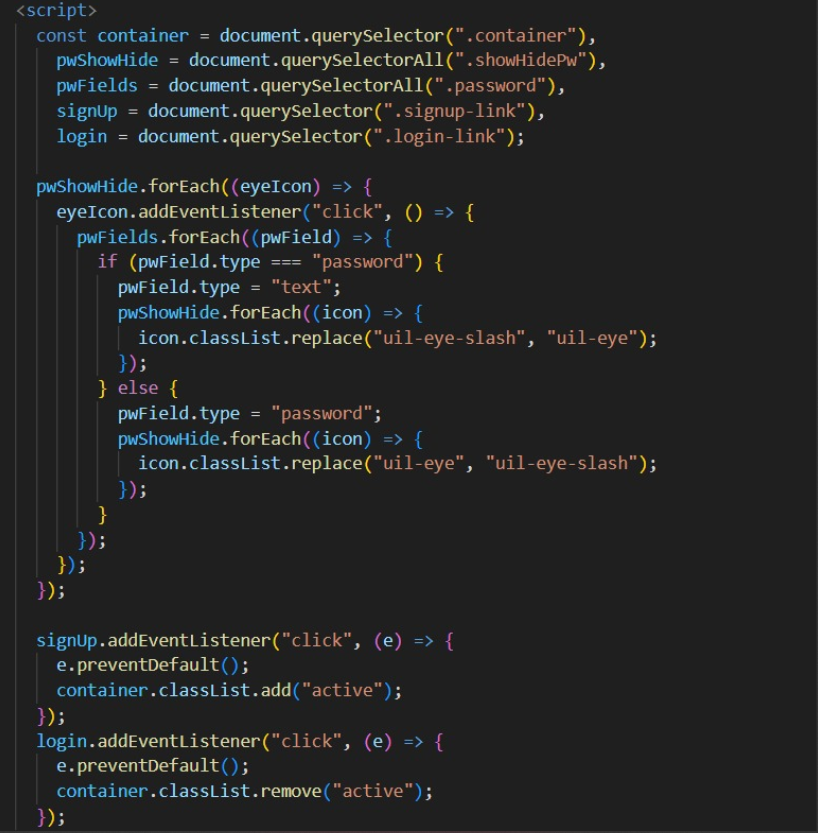 <script>
const container = document.querySelector(".container"),
pwShowHide = document.querySelectorAll(".showHidePw"),
pwFields = document.querySelectorAll(".password"),
signUp = document.querySelector(".signup-link"),
login = document.querySelector(".login-link");
pwShowHide.forEach((eyeIcon) => {
eyeIcon.addEventListener("click", () => {
pwFields.forEach((pwField) => {
if (pwField.type === "password") {
pwField.type = "text";
pwShowHide.forEach((icon) => {
icon.classList.replace("uil-eye-slash", "uil-eye");
});
} else {
pwField.type = "password";
pwShowHide.forEach((icon) => {
icon.classList.replace("uil-eye", "uil-eye-slash");
});
}
});
});
});
signUp.addEventListener("click", (e) => {
e.preventDefault();
container.classList.add("active");
});
login.addEventListener("click", (e) => {
e.preventDefault();
container.classList.remove("active");
});